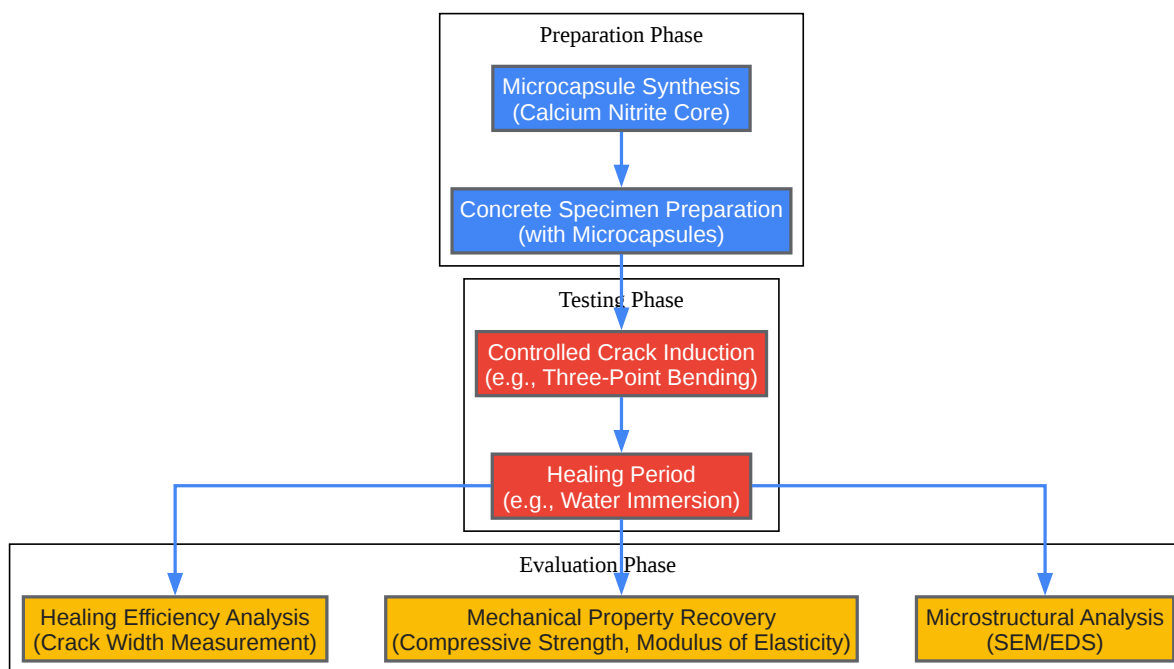 Preparation Phase
Microcapsule Synthesis
(Calcium Nitrite Core)
Concrete Specimen Preparation
(with Microcapsules)
Testing Phase
Controlled Crack Induction
(e.g., Three-Point Bending)
Healing Period
(e.g., Water Immersion)
Evaluation Phase
Healing Efficiency Analysis
(Crack Width Measurement)
Mechanical Property Recovery
(Compressive Strength, Modulus of Elasticity)
Microstructural Analysis
(SEM/EDS)